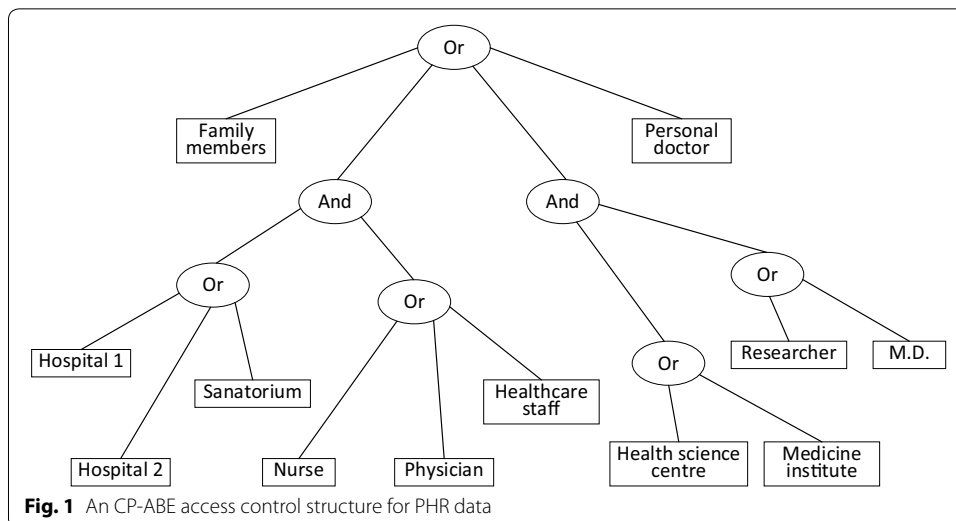 Or
Family
members
Personal
doctor
And
And
Or
Or
Or
Hospital 1
Sanatorium
Healthcare
staff
Or
Researcher
M.D.
Hospital 2
Nurse
Physician
Health science
centre
Medicine
institute
Fig. 1 An CP-ABE access control structure for PHR data